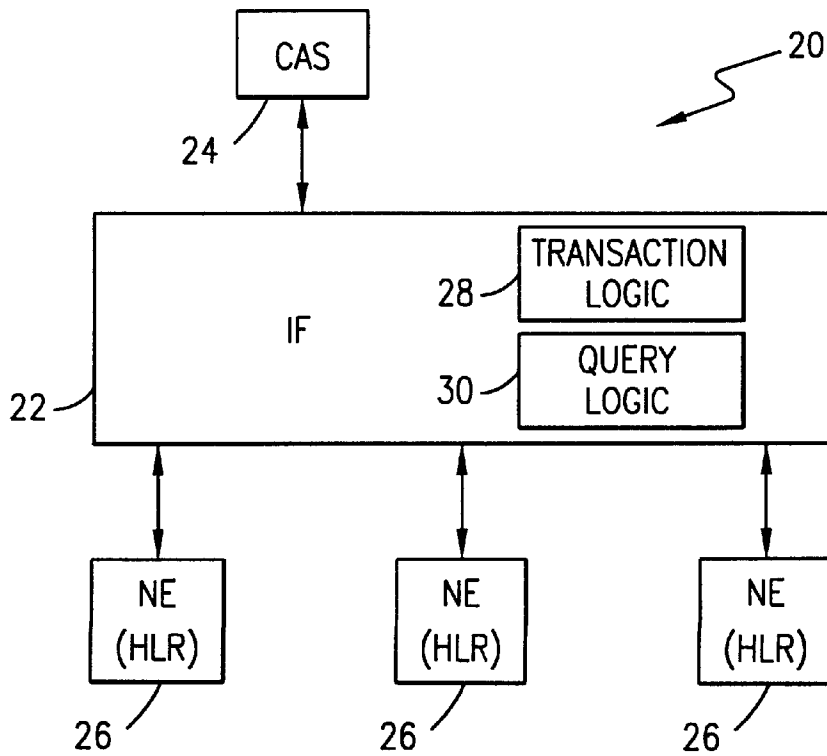 CAS
20
24
TRANSACTION
LOGIC
28
IF
QUERY
LOGIC
30
22
NE
(HLR)
NE
(HLR)
NE
(HLR)
26
26
26